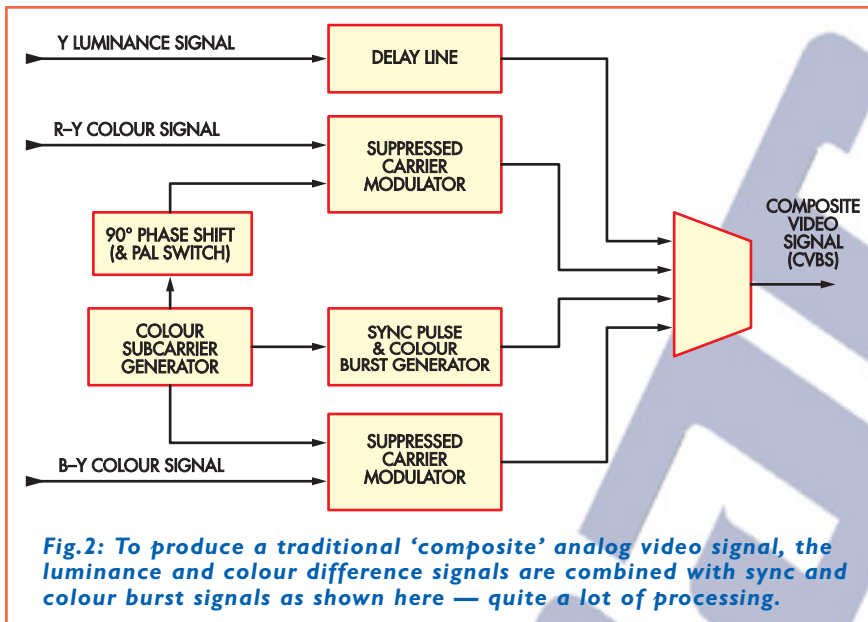 Y LUMINANCE SIGNAL
DELAY LINE
R–Y COLOUR SIGNAL
SUPPRESSED
CARRIER
MODULATOR
COMPOSITE
VIDEO
SIGNAL
(CVBS)
90° PHASE SHIFT
(& PAL SWITCH)
COLOUR
SUBCARRIER
GENERATOR
SYNC PULSE
& COLOUR
BURST GENERATOR
SUPPRESSED
CARRIER
MODULATOR
B–Y COLOUR SIGNAL
Fig.2: To produce a traditional ‘composite’ analog video signal, the
luminance and colour difference signals are combined with sync and
colour burst signals as shown here — quite a lot of processing.